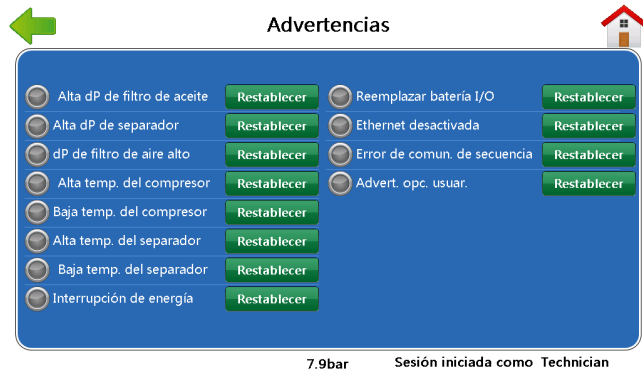 Advertencias
Alta dP de filtro de aceite Restablecer
Alta dP de separador Restablecer
dP de filtro de aire alto Restablecer
Alta temp. del compresor Restablecer
Baja temp. del compresor Restablecer
Alta temp. del separador Restablecer
Baja temp. del separador Restablecer
Interrupción de energía Restablecer
Reemplazar batería I/O Restablecer
Ethernet desactivada Restablecer
Error de comun. de secuencia Restablecer
Advert. opc. usuar. Restablecer
7.9bar Sesión iniciada como Technician